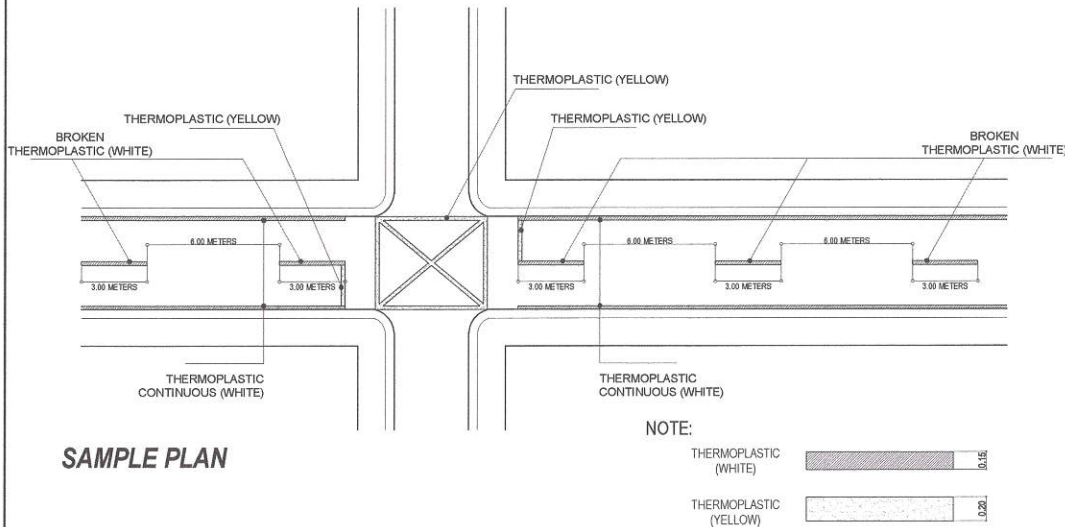 THERMOPLASTIC (YELLOW)
THERMOPLASTIC (YELLOW)
THERMOPLASTIC (YELLOW)
BROKEN
THERMOPLASTIC (WHITE)
BROKEN
THERMOPLASTIC (WHITE)
6.00 METERS
6.00 METERS
6.00 METERS
3.00 METERS
3.00 METERS
3.00 METERS
3.00 METERS
3.00 METERS
THERMOPLASTIC
CONTINUOUS (WHITE)
THERMOPLASTIC
CONTINUOUS (WHITE)
SAMPLE PLAN
NOTE:
THERMOPLASTIC
(WHITE)
0.15
THERMOPLASTIC
(YELLOW)
0.20